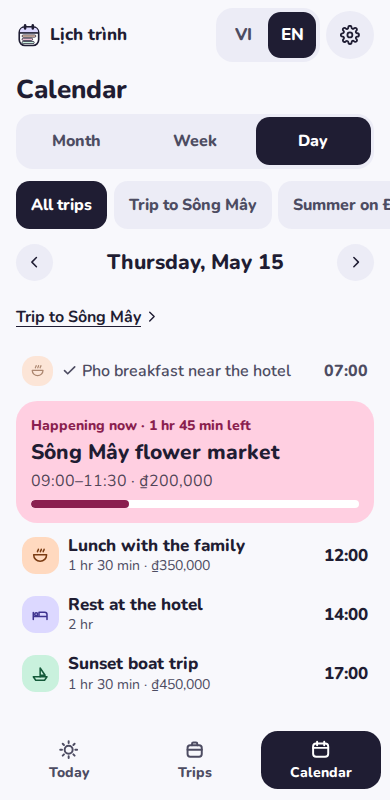 Lịch trình
VI
EN
Calendar
Month
Week
Day
All trips
Trip to Sông Mây
Summer on
Thursday, May 15
Trip to Sông Mây
Pho breakfast near the hotel
07:00
Happening now · 1 hr 45 min left
Sông Mây flower market
09:00–11:30 · ₫200,000
Lunch with the family
1 hr 30 min · ₫350,000
12:00
Rest at the hotel
2 hr
14:00
Sunset boat trip
1 hr 30 min · ₫450,000
17:00
Today
Trips
Calendar